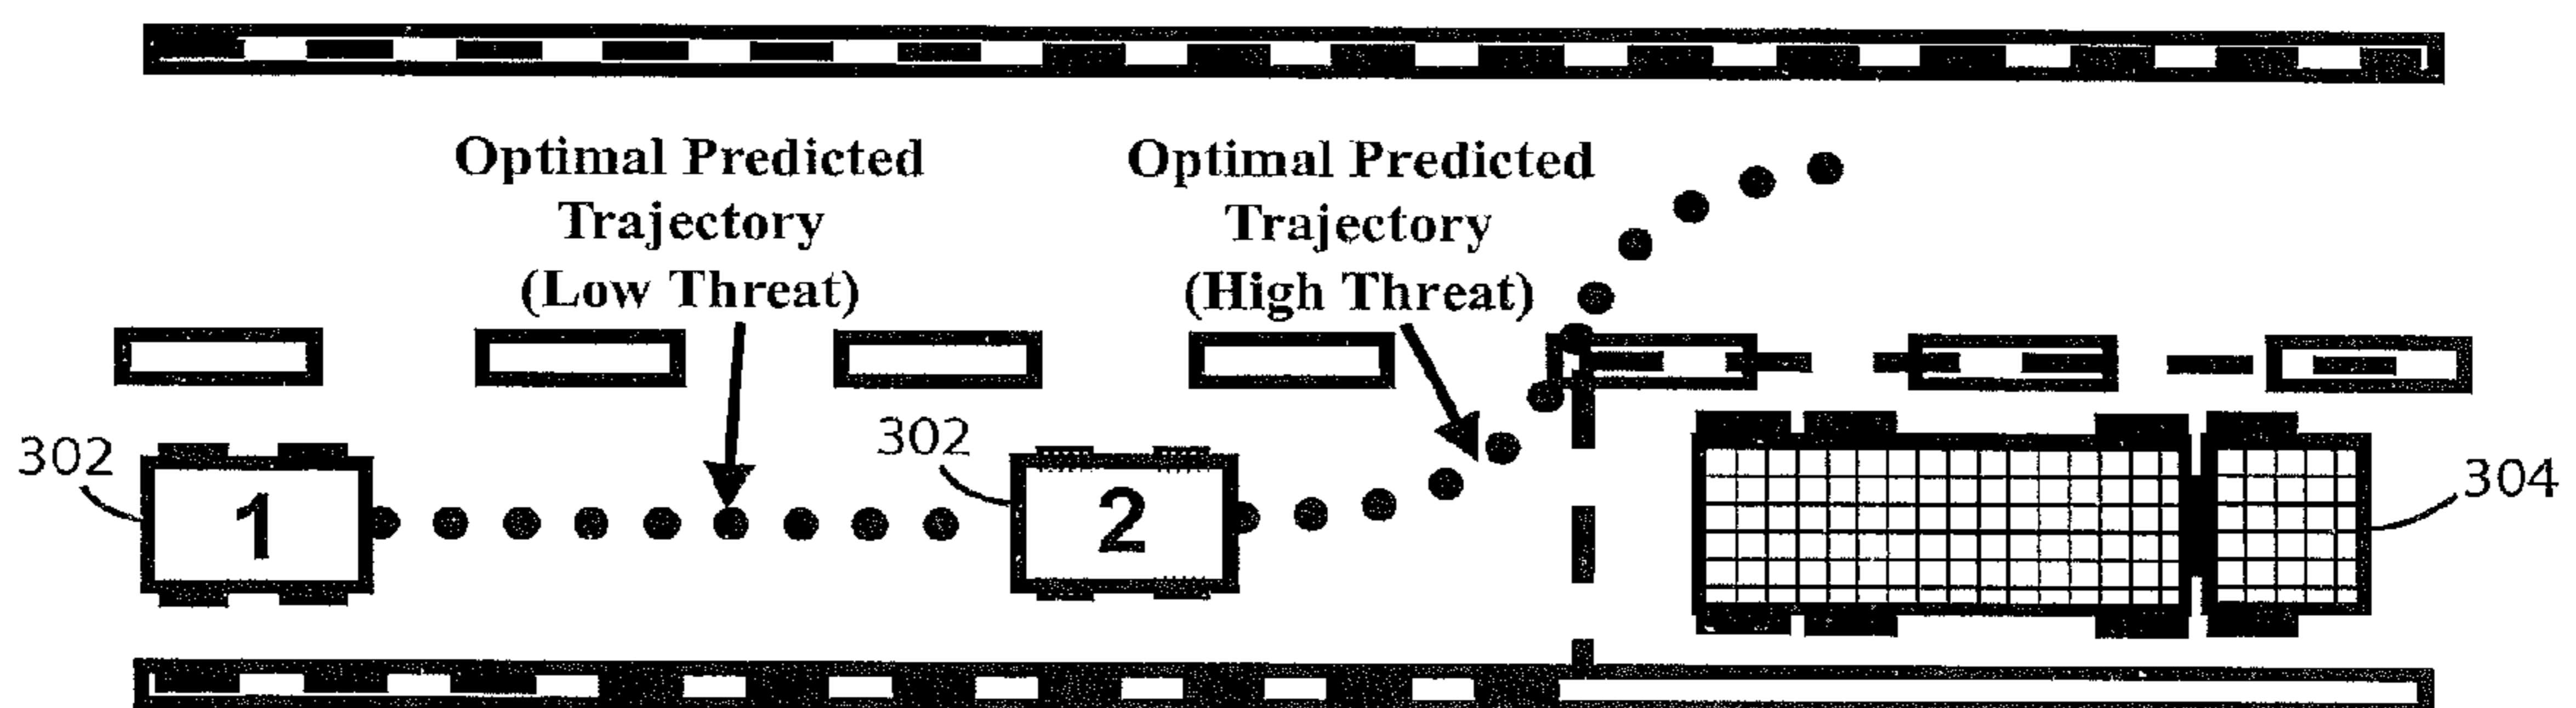 Optimal Predicted
Trajectory
(Low Threat)
Optimal Predicted
Trajectory
(High Threat)
302
1
302
2
304